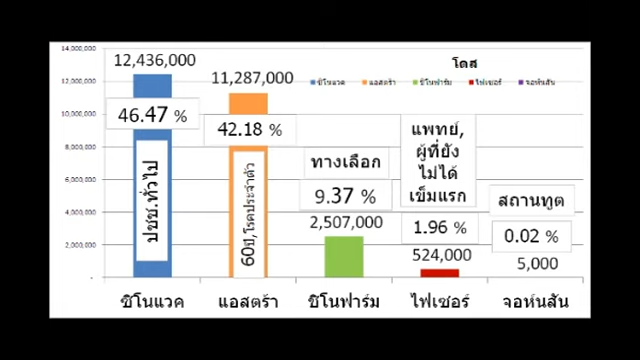 โดส
ซิโนแวค
แอสตร้า
ซิโนฟาร์ม
ไฟเซอร์
จอห์นสัน
14,000,000
12,000,000
10,000,000
8,000,000
6,000,000
4,000,000
2,000,000
-
12,436,000
46.47 %
ปชช.ทั่วไป
11,287,000
42.18 %
60ปี,โรคประจำตัว
ทางเลือก
9.37 %
2,507,000
แพทย์,
ผู้ที่ยัง
ไม่ได้
เข็มแรก
1.96 %
524,000
สถานทูต
0.02 %
5,000
ซิโนแวค
แอสตร้า
ซิโนฟาร์ม
ไฟเซอร์
จอห์นสัน